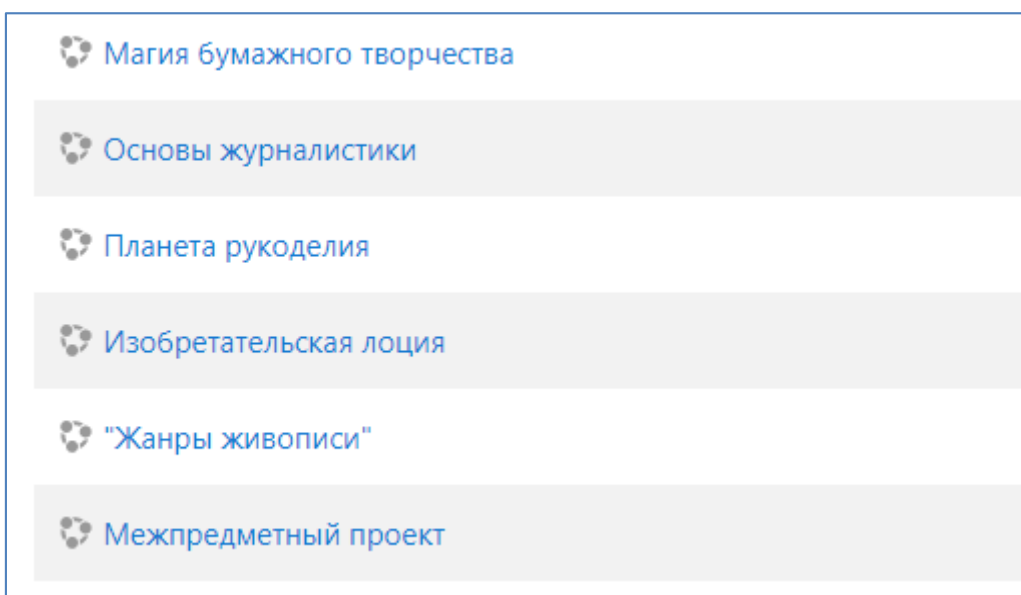 Магия бумажного творчества
Основы журналистики
Планета рукоделия
Изобретательская лоция
"Жанры живописи"
Межпредметный проект